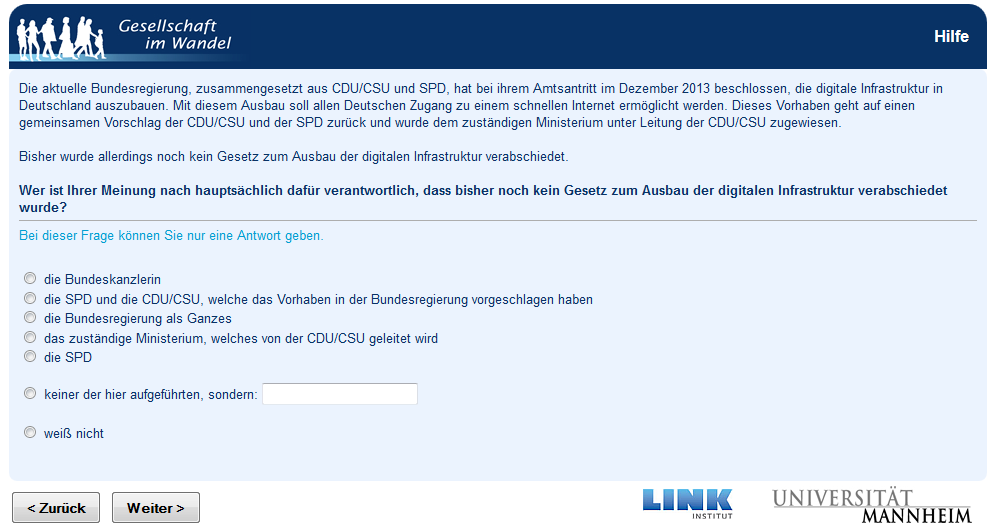 Gesellschaft
im Wandel
Hilfe
Die aktuelle Bundesregierung, zusammengesetzt aus CDU/CSU und SPD, hat bei ihrem Amtsantritt im Dezember 2013 beschlossen, die digitale Infrastruktur in
Deutschland auszubauen. Mit diesem Ausbau soll allen Deutschen Zugang zu einem schnellen Internet ermöglicht werden. Dieses Vorhaben geht auf einen
gemeinsamen Vorschlag der CDU/CSU und der SPD zurück und wurde dem zuständigen Ministerium unter Leitung der CDU/CSU zugewiesen.
Bisher wurde allerdings noch kein Gesetz zum Ausbau der digitalen Infrastruktur verabschiedet.
Wer ist Ihrer Meinung nach hauptsächlich dafür verantwortlich, dass bisher noch kein Gesetz zum Ausbau der digitalen Infrastruktur verabschiedet
wurde?
Bei dieser Frage können Sie nur eine Antwort geben.
die Bundeskanzlerin
die SPD und die CDU/CSU, welche das Vorhaben in der Bundesregierung vorgeschlagen haben
die Bundesregierung als Ganzes
das zuständige Ministerium, welches von der CDU/CSU geleitet wird
die SPD
keiner der hier aufgeführten, sondern:
weiß nicht
< Zurück
Weiter >
LINK
INSTITUT
UNIVERSITÄT
MANNHEIM